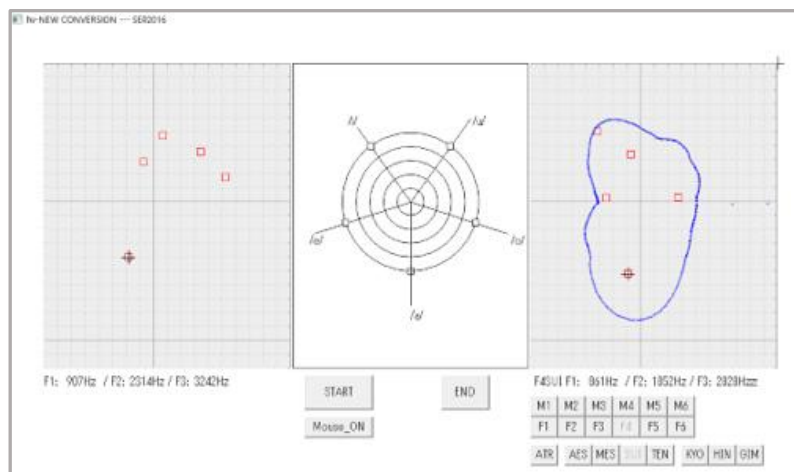 hv-NEW CONVERSION --- SER2016
/i/
/u/
/e/
/o/
/a/
F1: 907Hz / F2: 2314Hz / F3: 3242Hz
F4SUI F1: 861Hz / F2: 1852Hz / F3: 2828Hzz
START
END
Mouse_ON
M1 M2 M3 M4 M5 M6
F1 F2 F3 F4 F5 F6
ATR AES MES SUI TEN KYO HIN GIM